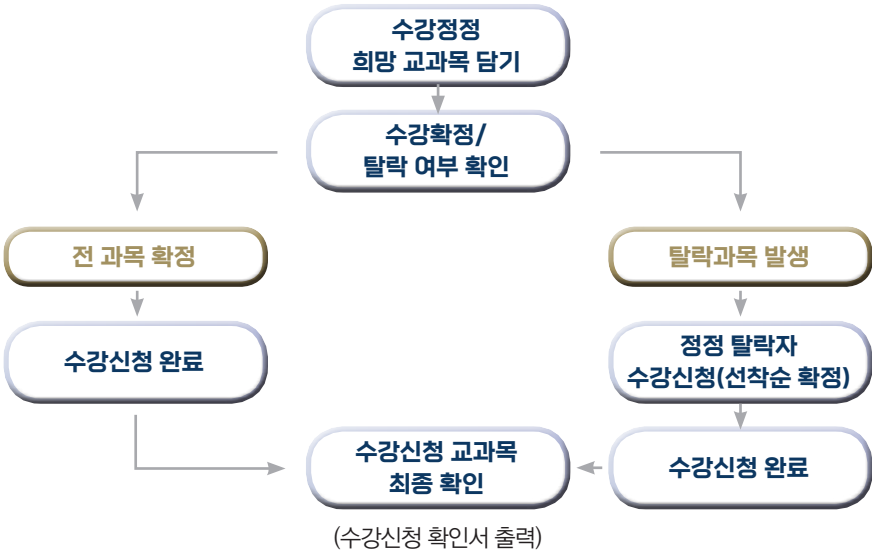 수강정정
희망 교과목 담기
수강확정/
탈락 여부 확인
전 과목 확정
탈락과목 발생
수강신청 완료
정정 탈락자
수강신청(선착순 확정)
수강신청 교과목
최종 확인
수강신청 완료
(수강신청 확인서 출력)